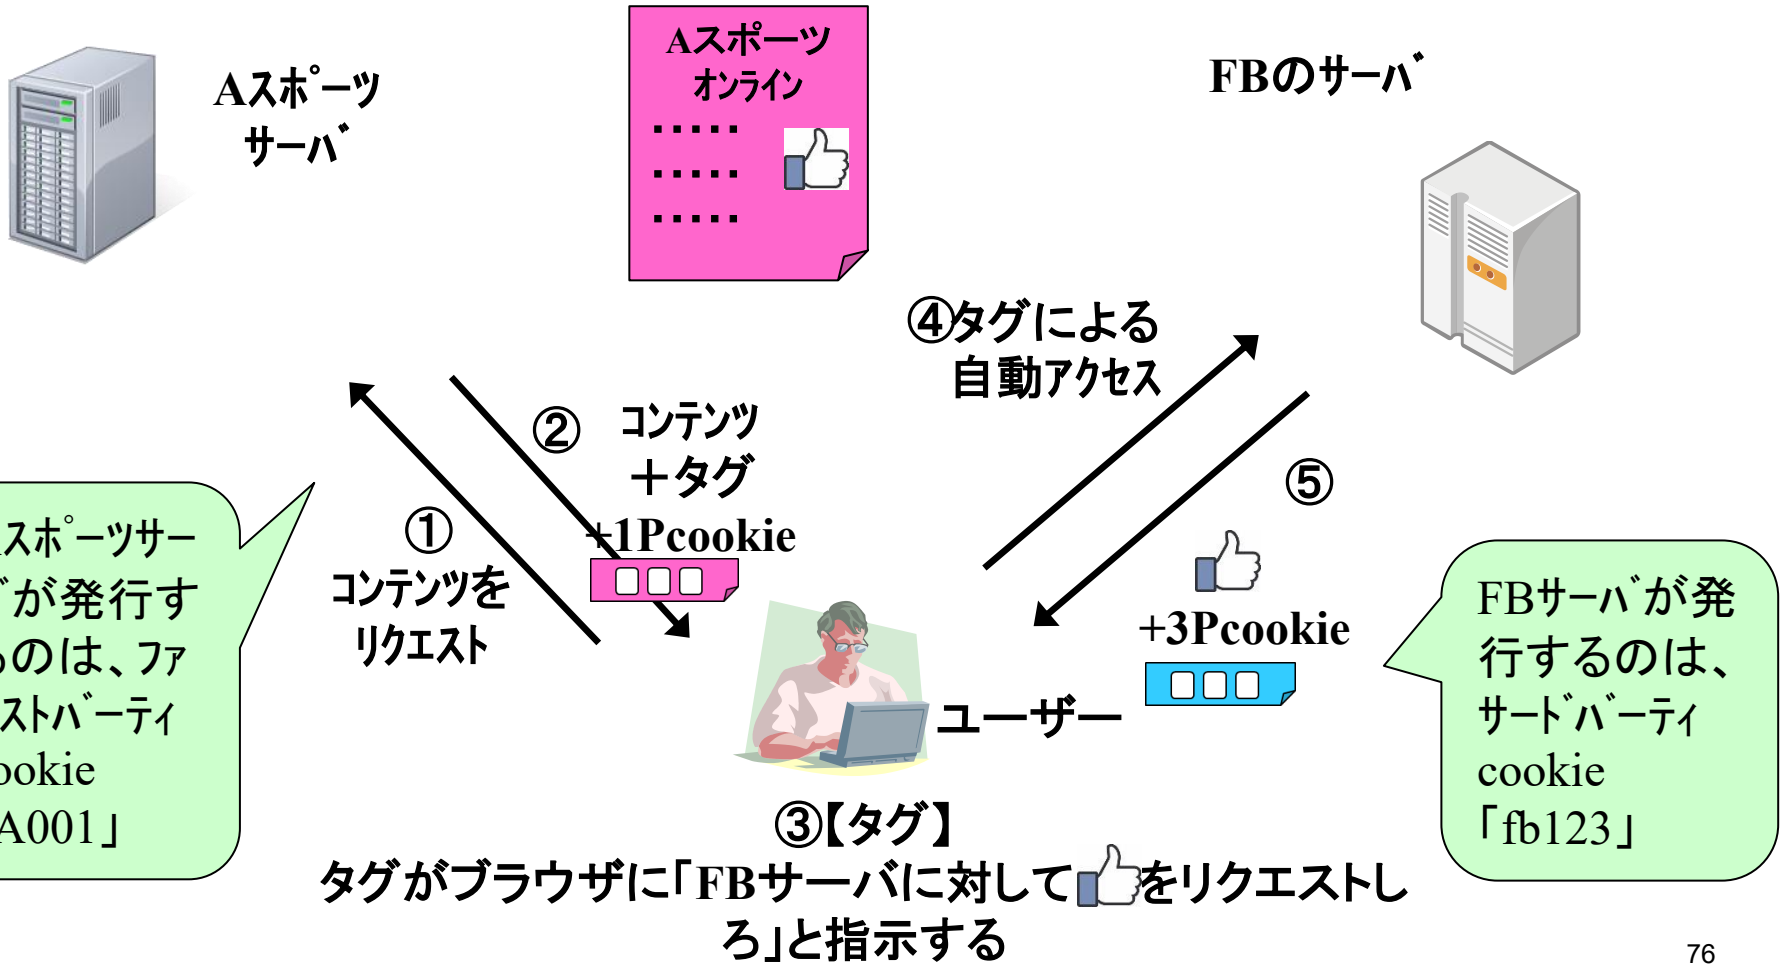 Aｽﾎﾟｰﾂ
ｻｰﾊﾞ
Aスポーツ
ｵﾝﾗｲﾝ
・・・・・
・・・・・
・・・・・
FBのｻｰﾊﾞ
④タグによる
自動ｱｸｾｽ
② ｺﾝﾃﾝﾂ
＋タグ
+1Pcookie
①
ｺﾝﾃﾝﾂを
ﾘｸｴｽﾄ
⑤
+3Pcookie
ｽﾎﾟｰﾂサー
が発行す
のは、ﾌｧ
ｽﾄﾊﾞｰﾃｨ
ookie
A001」
FBｻｰﾊﾞが発
行するのは、
ｻｰﾄﾞﾊﾞｰﾃｨ
cookie
「fb123」
ユーザー
③【タグ】
タグがブラウザに「FBサーバに対して👍をリクエストし
ろ」と指示する
76